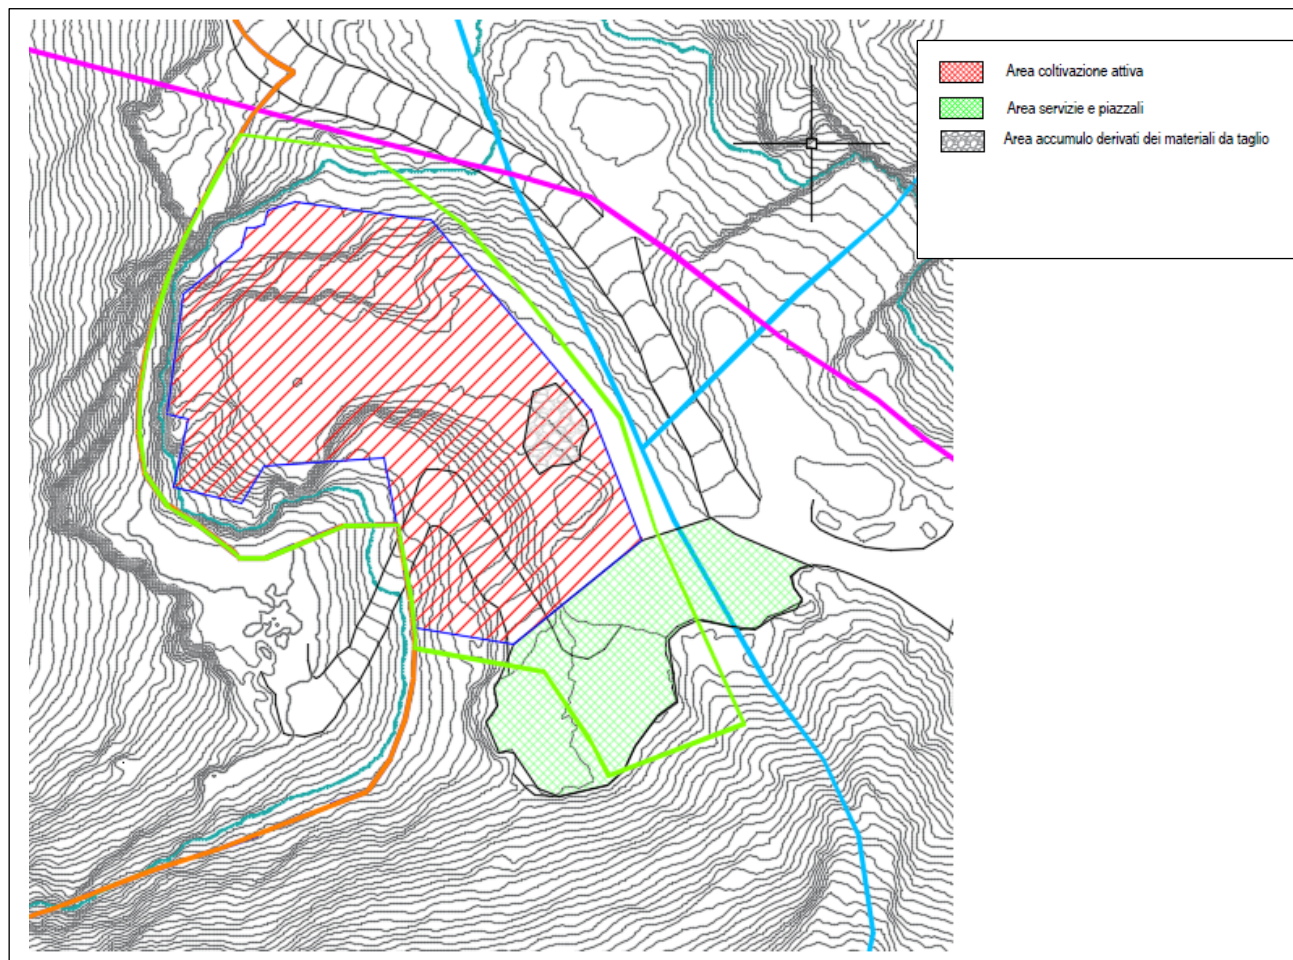 Area coltivazione attiva
Area servizie e piazzali
Area accumulo derivati dei materiali da taglio